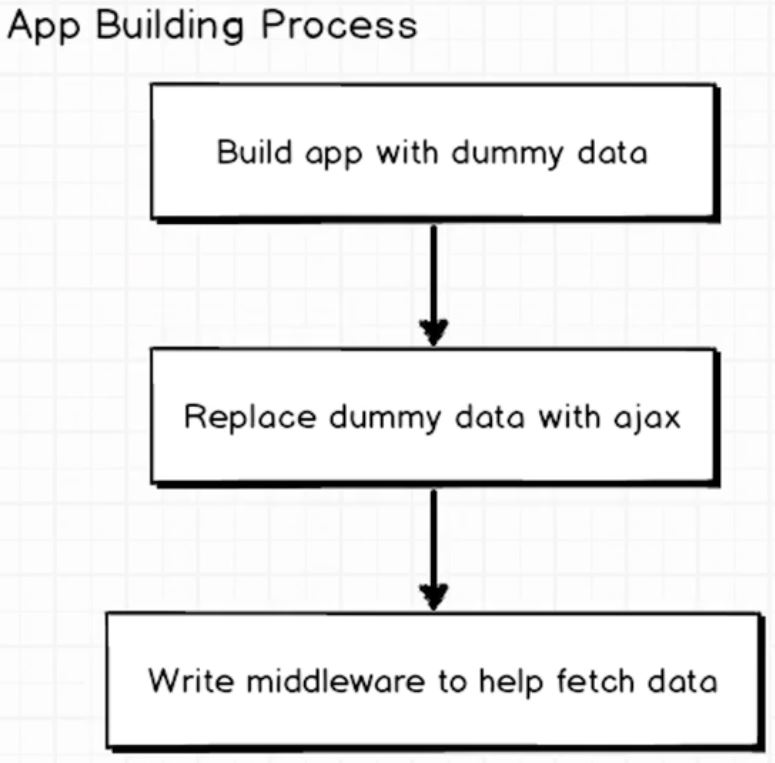 App Building Process
Build app with dummy data
Replace dummy data with ajax
Write middleware to help fetch data